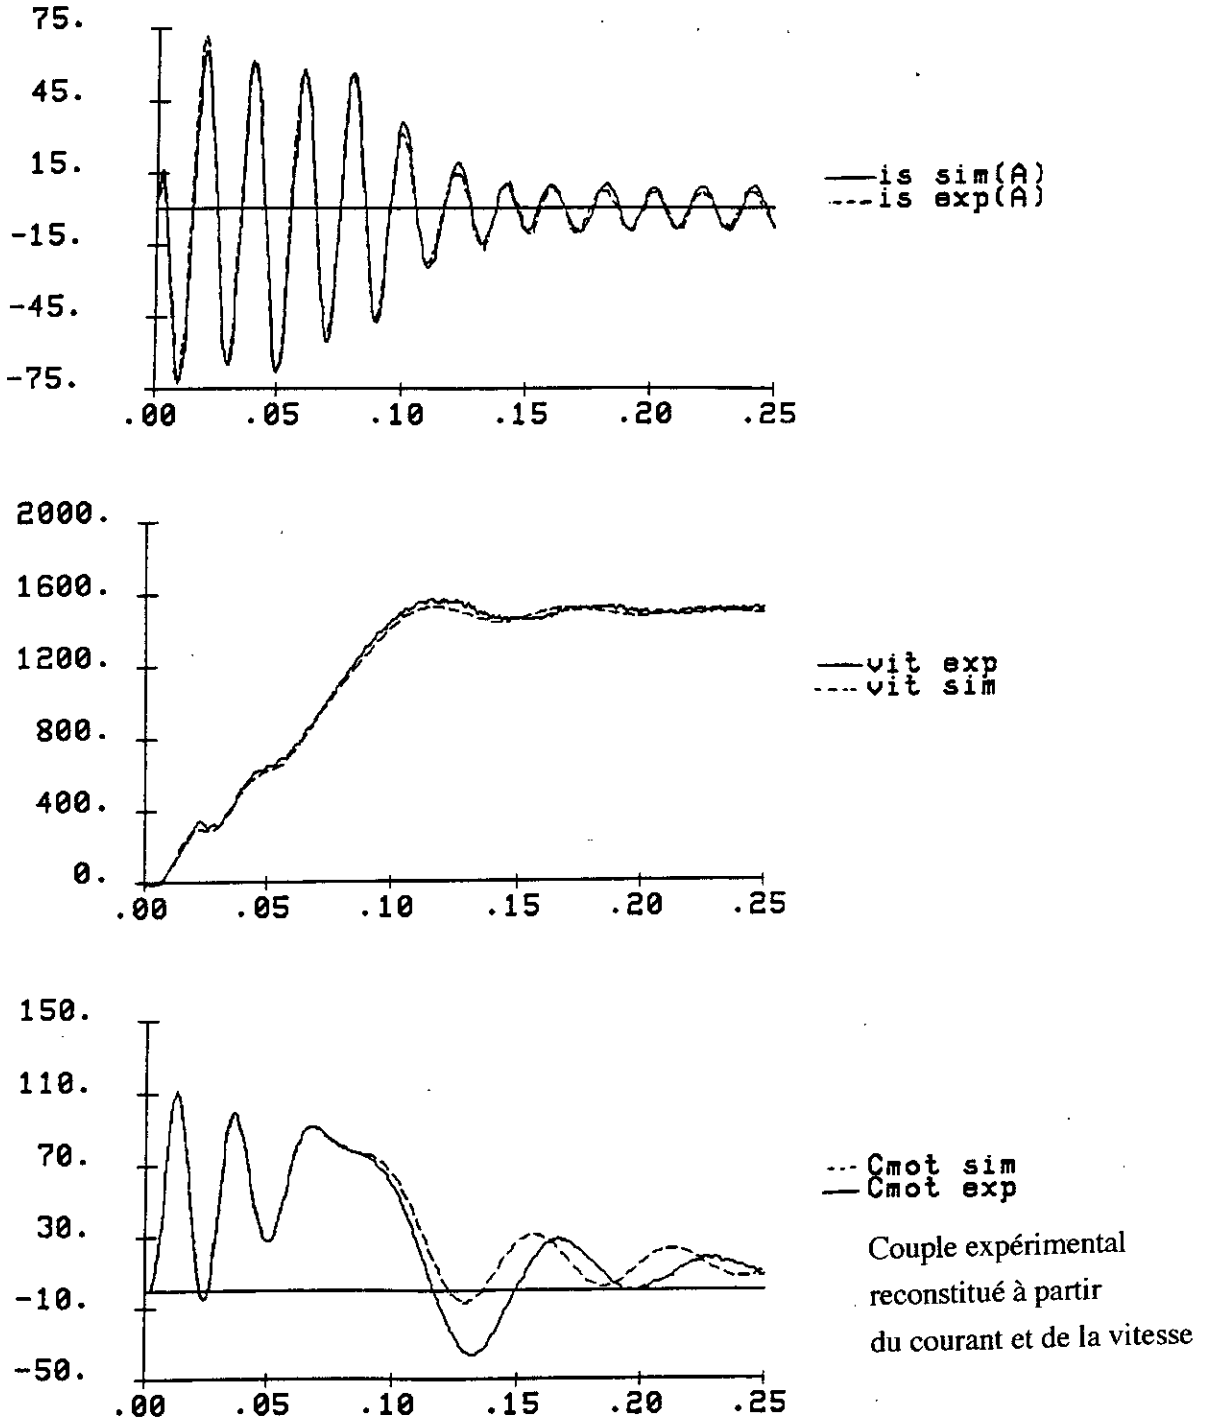 75.
45.
15.
-15.
-45.
-75.
.00 .05 .10 .15 .20 .25
is sim(A)
is exp(A)
2000.
1600.
1200.
800.
400.
0.
.00 .05 .10 .15 .20 .25
vit exp
vit sim
150.
110.
70.
30.
-10.
-50.
.00 .05 .10 .15 .20 .25
Cmot sim
Cmot exp
Couple expérimental
reconstitué à partir
du courant et de la vitesse